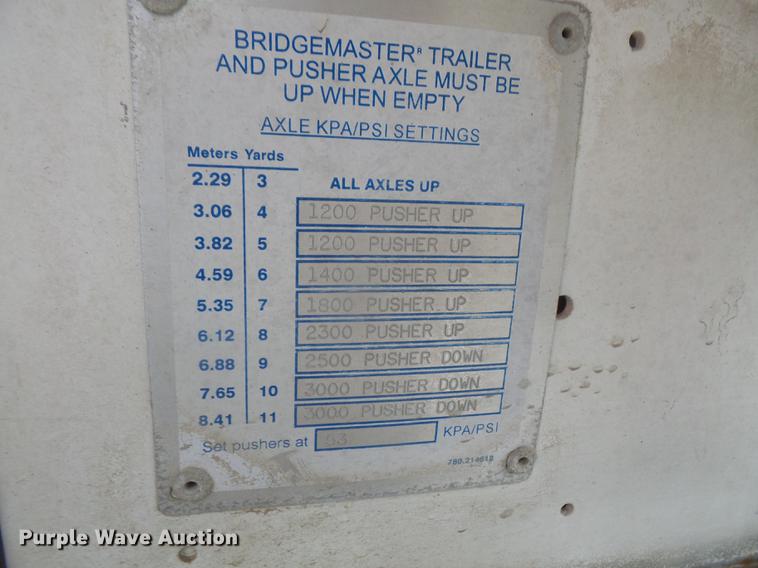 BRIDGEMASTER® TRAILER
AND PUSHER AXLE MUST BE
UP WHEN EMPTY
AXLE KPA/PSI SETTINGS
Meters Yards
2.29 3 ALL AXLES UP
3.06 4 1200 PUSHER UP
3.82 5 1200 PUSHER UP
4.59 6 1400 PUSHER UP
5.35 7 1800 PUSHER UP
6.12 8 2300 PUSHER UP
6.88 9 2500 PUSHER DOWN
7.65 10 3000 PUSHER DOWN
8.41 11 3000 PUSHER DOWN
Set pushers at 53 KPA/PSI
Purple Wave Auction